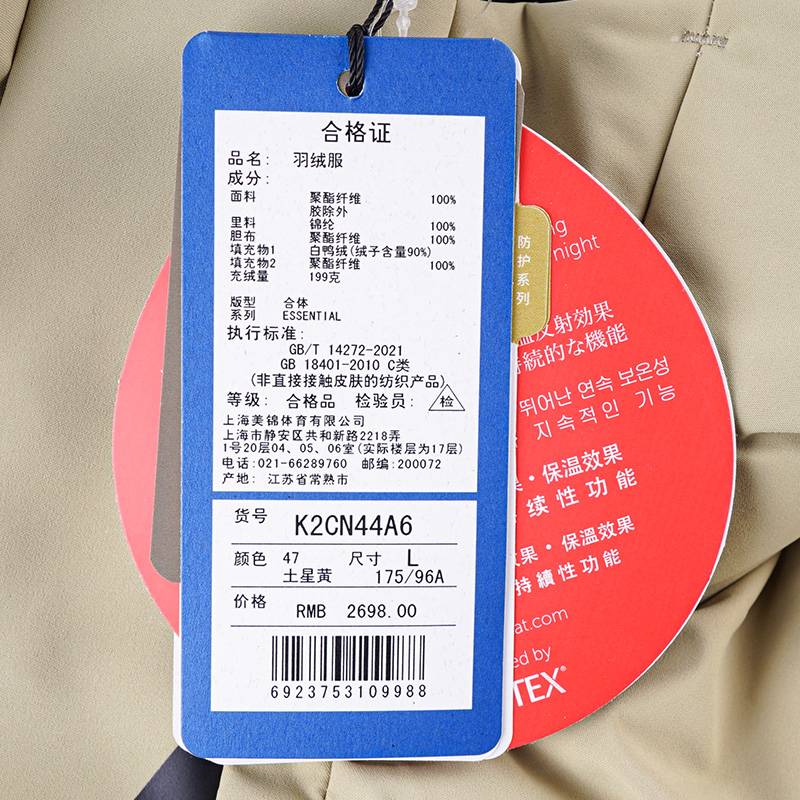 合格证
品名: 羽绒服
成分:
面料 聚酯纤维 100%
胶除外
里料 锦纶 100%
胆布 聚酯纤维 100%
填充物1 白鸭绒(绒子含量90%)
填充物2 聚酯纤维 100%
充绒量 199克
版型 合体
系列 ESSENTIAL
执行标准:
GB/T 14272-2021
GB 18401-2010 C类
(非直接接触皮肤的纺织产品)
等级: 合格品 检验员: 检
上海美锦体育有限公司
上海市静安区共和新路2218弄
1号20层04、05、06室(实际楼层为17层)
电话:021-66289760 邮编:200072
产地: 江苏省常熟市
货号 K2CN44A6
颜色 47 尺寸 L
土星黄 175/96A
价格 RMB 2698.00
6923753109988
防护系列
night
反射効果
持続的な機能
뛰어난 연속 보온성
지속적인 기능
果·保温效果
续性功能
效果·保溫效果
持續性功能
at.com
ed by
TEX®